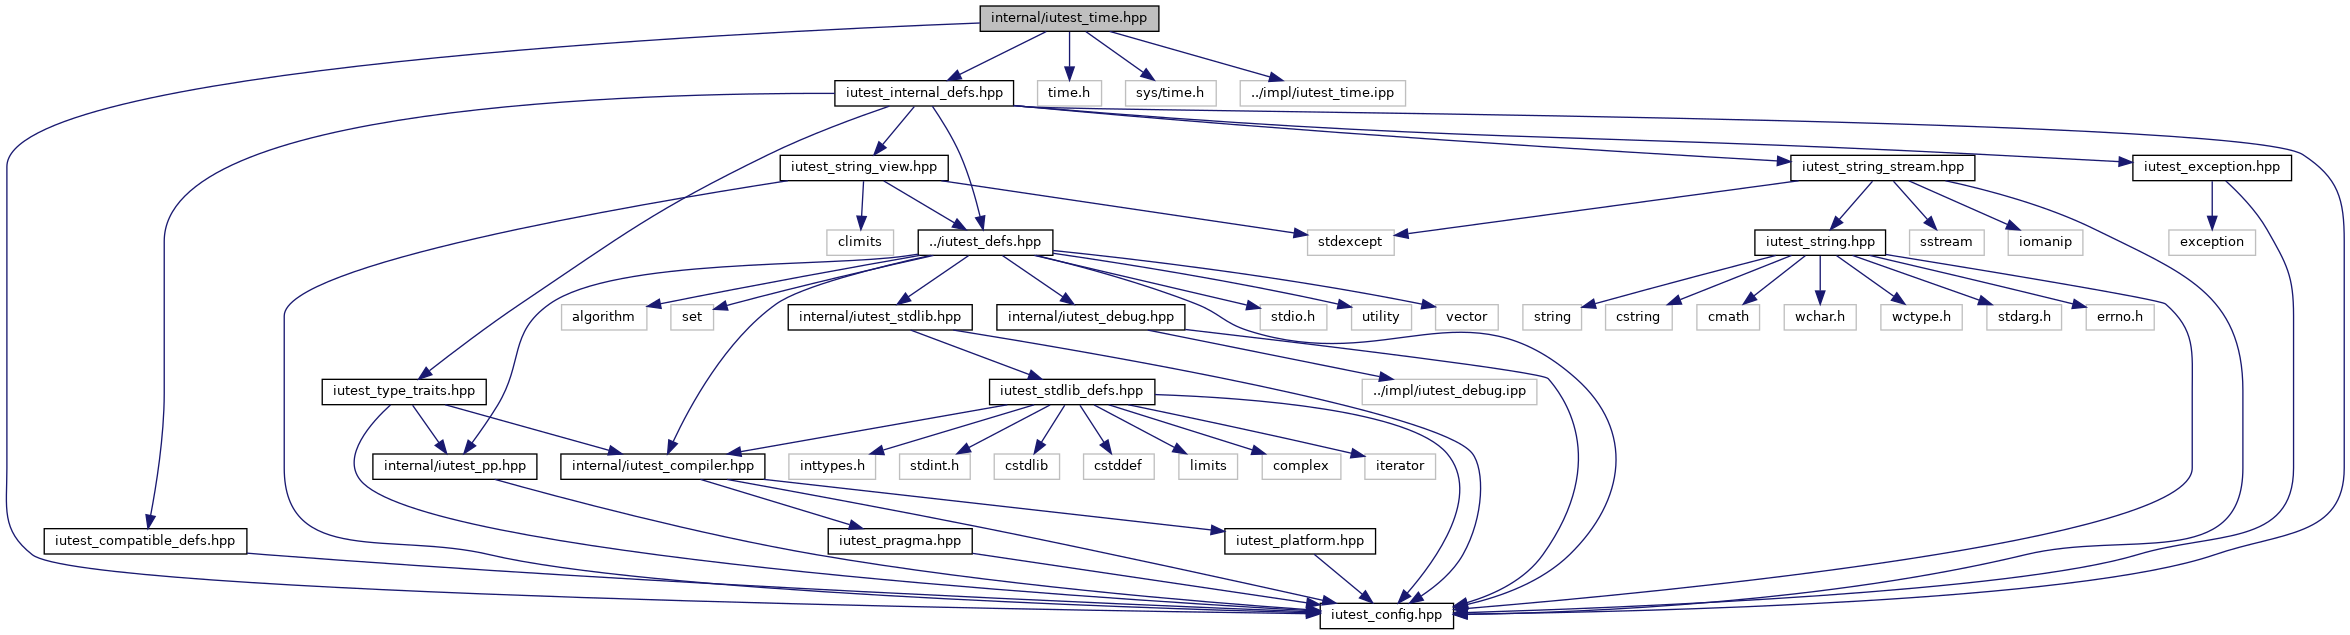 internal/iutest_time.hpp
iutest_internal_defs.hpp
time.h
sys/time.h
../impl/iutest_time.ipp
iutest_string_view.hpp
iutest_string_stream.hpp
iutest_exception.hpp
climits
../iutest_defs.hpp
stdexcept
iutest_string.hpp
sstream
iomanip
exception
algorithm
set
internal/iutest_stdlib.hpp
internal/iutest_debug.hpp
stdio.h
utility
vector
string
cstring
cmath
wchar.h
wctype.h
stdarg.h
errno.h
iutest_type_traits.hpp
iutest_stdlib_defs.hpp
../impl/iutest_debug.ipp
internal/iutest_pp.hpp
internal/iutest_compiler.hpp
inttypes.h
stdint.h
cstdlib
cstddef
limits
complex
iterator
iutest_compatible_defs.hpp
iutest_pragma.hpp
iutest_platform.hpp
iutest_config.hpp